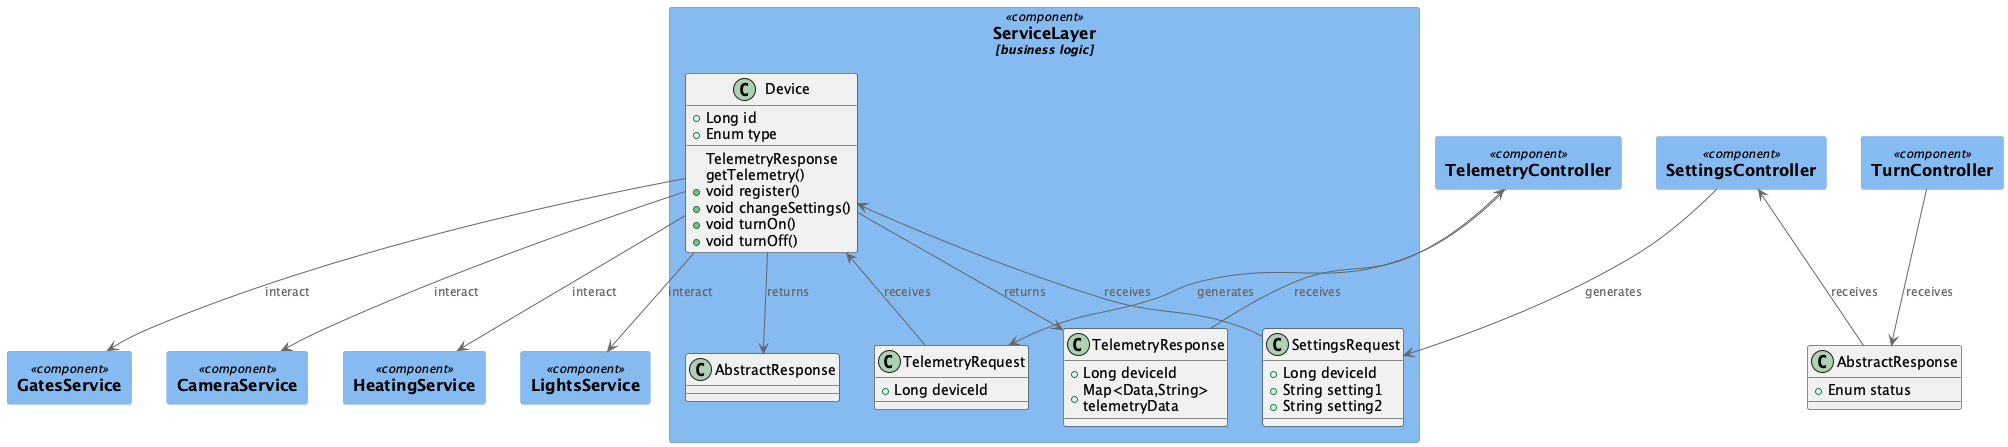 «component»
ServiceLayer
[business logic]
C Device
Long id
Enum type
TelemetryResponse
getTelemetry()
void register()
void changeSettings()
void turnOn()
void turnOff()
«component»
TelemetryController
«component»
SettingsController
«component»
TurnController
interact
interact
interact
interact
returns
receives
returns
receives
generates
receives
generates
receives
receives
«component»
GatesService
«component»
CameraService
«component»
HeatingService
«component»
LightsService
C AbstractResponse
C TelemetryRequest
Long deviceId
C TelemetryResponse
Long deviceId
Map<Data,String>
telemetryData
C SettingsRequest
Long deviceId
String setting1
String setting2
C AbstractResponse
Enum status